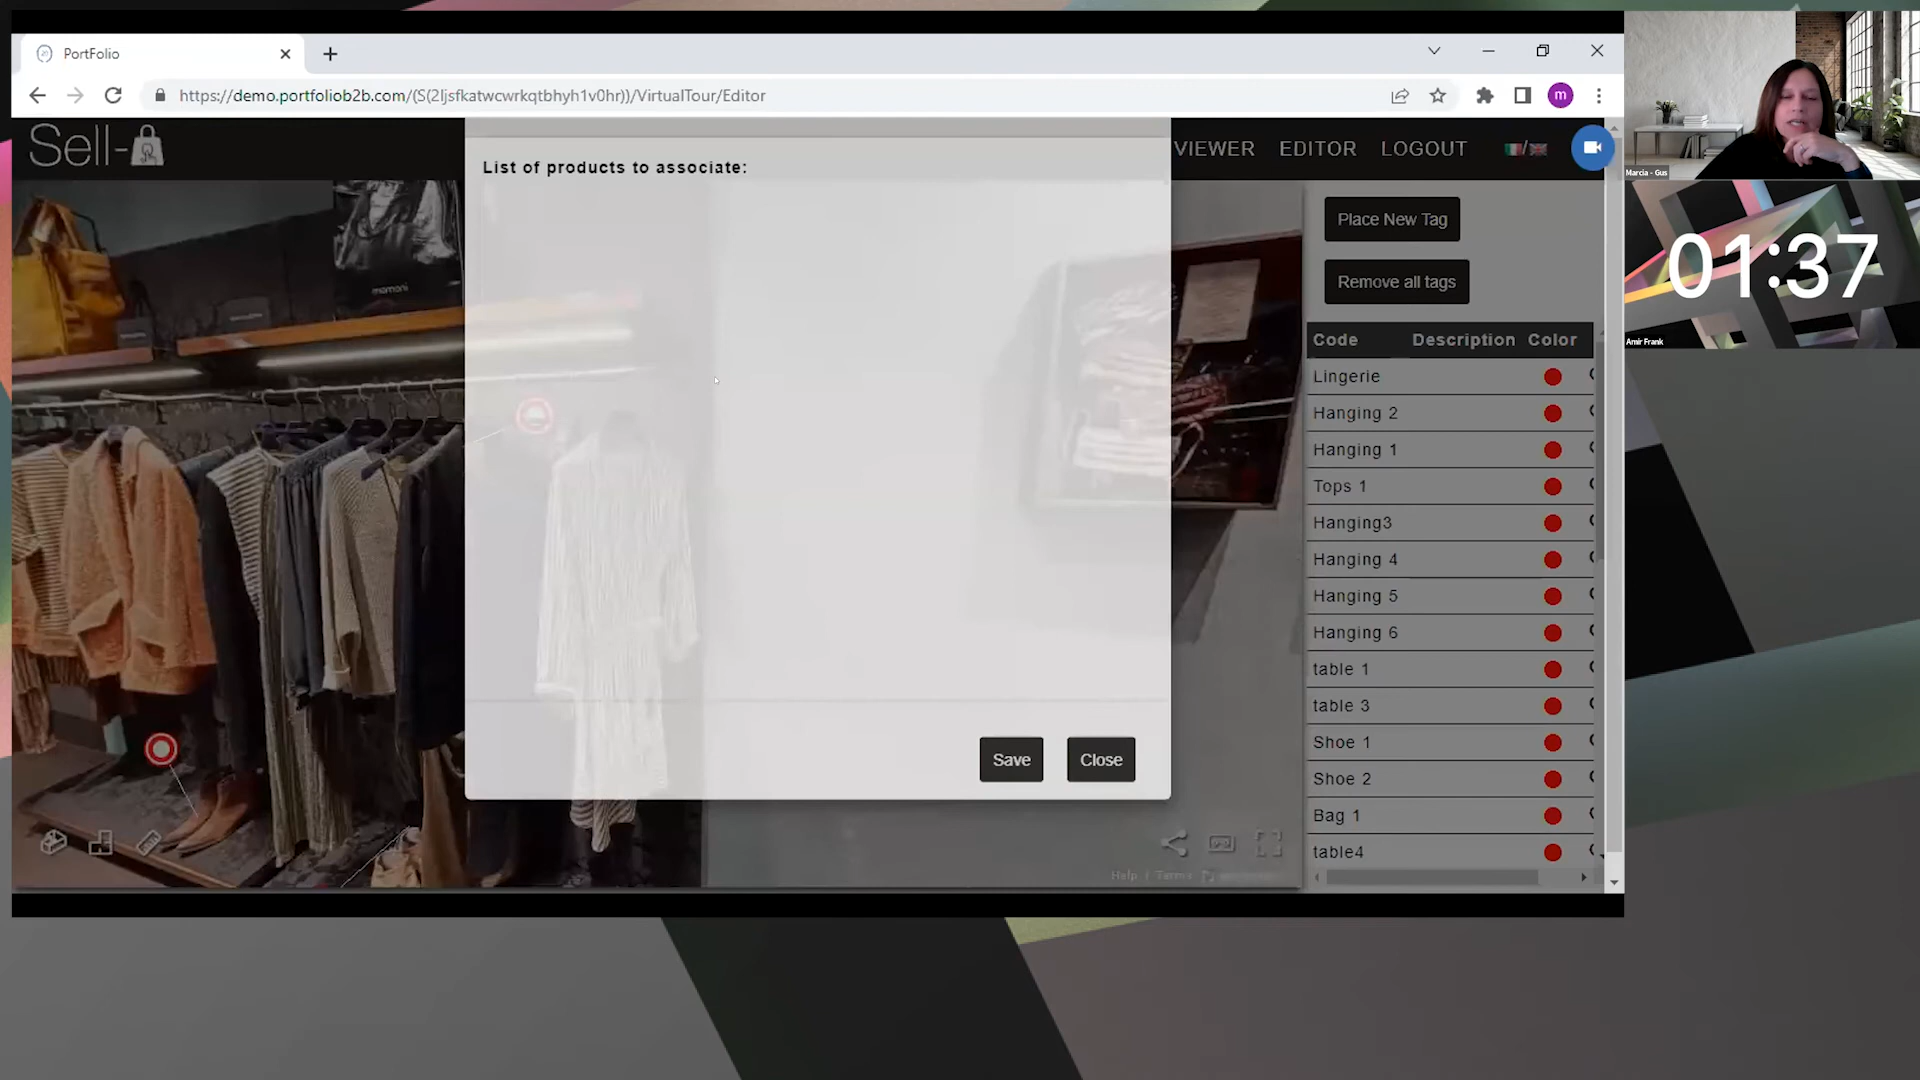 PortFolio
https://demo.portfoliob2b.com/(S(2ljsfkatwcwrkqtbhyh1v0hr))/VirtualTour/Editor
m
Sell-
VIEWER EDITOR LOGOUT /
List of products to associate:
momoni
Place New Tag
Remove all tags
Code Description Color
Lingerie
Hanging 2
Hanging 1
Tops 1
Hanging3
Hanging 4
Hanging 5
Hanging 6
table 1
table 3
Shoe 1
Shoe 2
Bag 1
table4
Save Close
Help | Terms
Marcia - Gus
01:37
Amir Frank